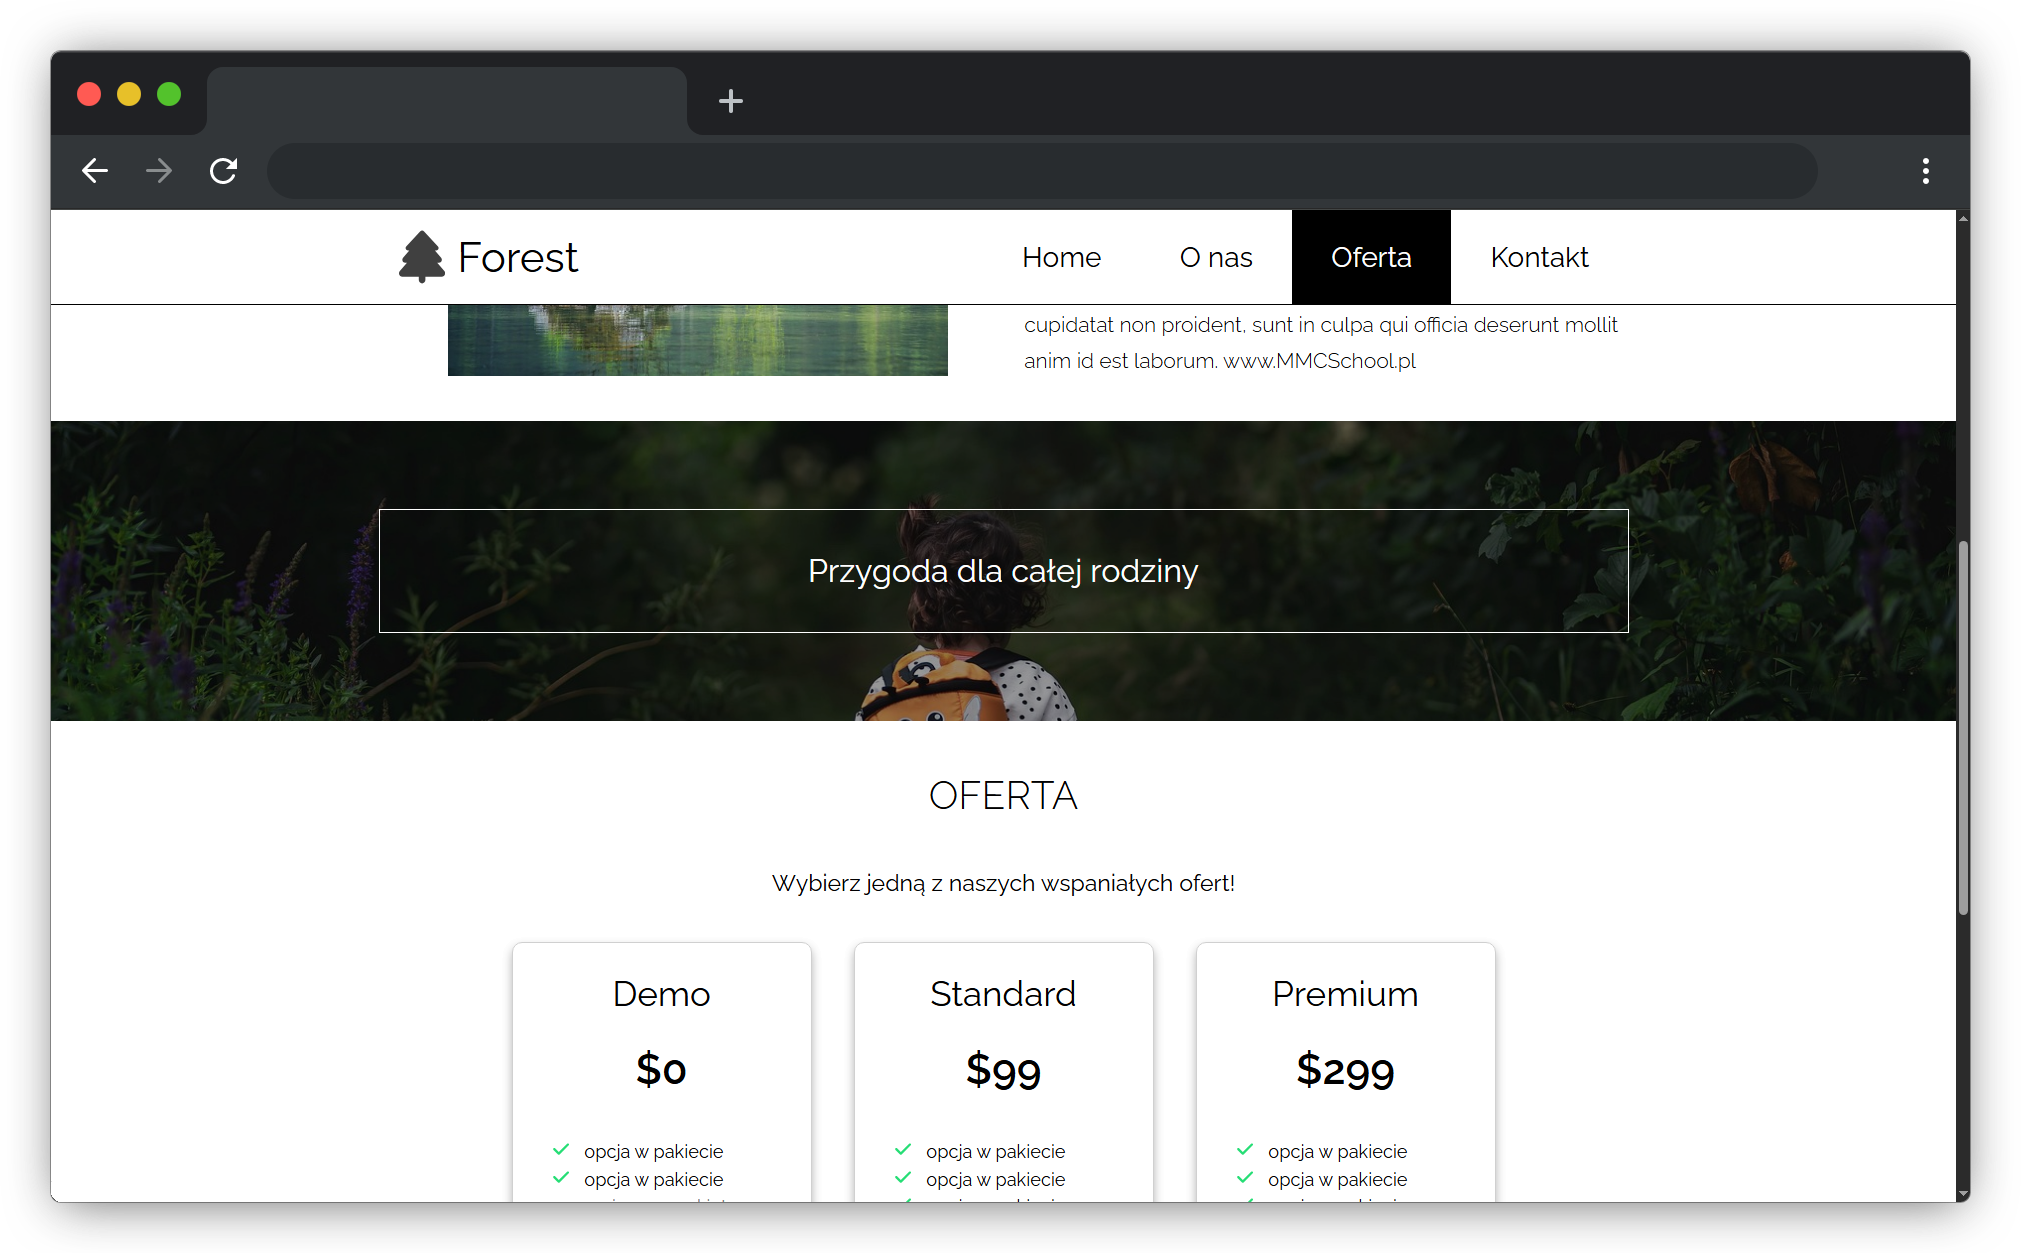 Forest
Home O nas Oferta Kontakt
cupidatat non proident, sunt in culpa qui officia deserunt mollit
anim id est laborum. www.MMCSchool.pl
Przygoda dla całej rodziny
OFERTA
Wybierz jedną z naszych wspaniałych ofert!
Demo
$0
opcja w pakiecie
opcja w pakiecie
Standard
$99
opcja w pakiecie
opcja w pakiecie
Premium
$299
opcja w pakiecie
opcja w pakiecie